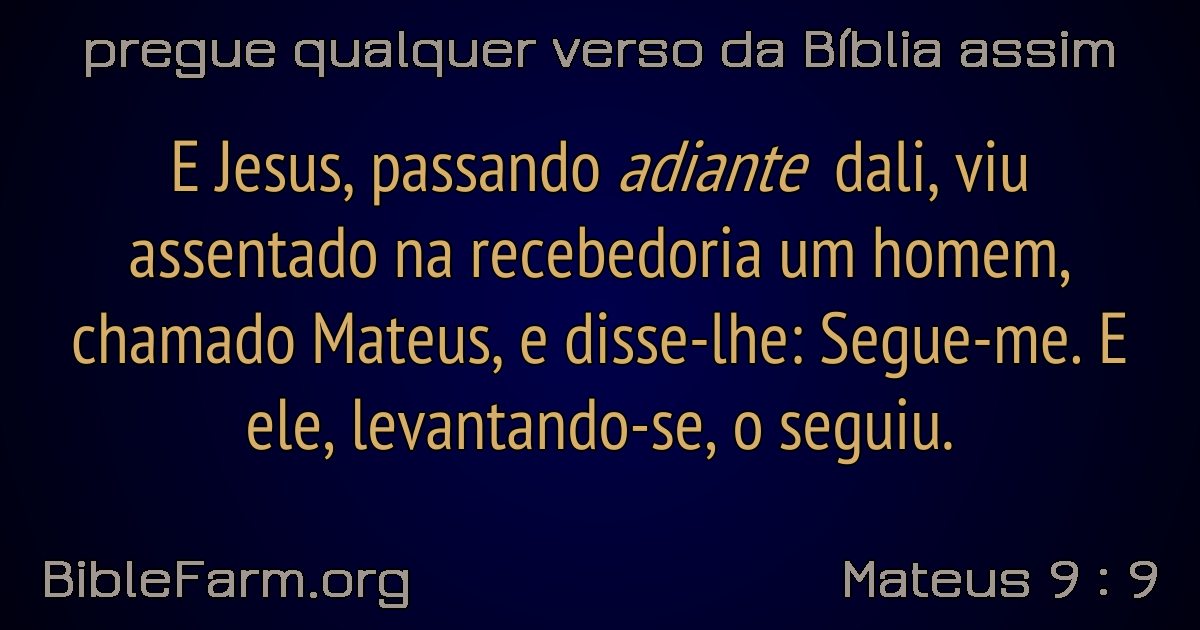 pregue qualquer verso da Bíblia assim
E Jesus, passando adiante dali, viu
assentado na recebedoria um homem,
chamado Mateus, e disse-lhe: Segue-me. E
ele, levantando-se, o seguiu.
BibleFarm.org
Mateus 9 : 9